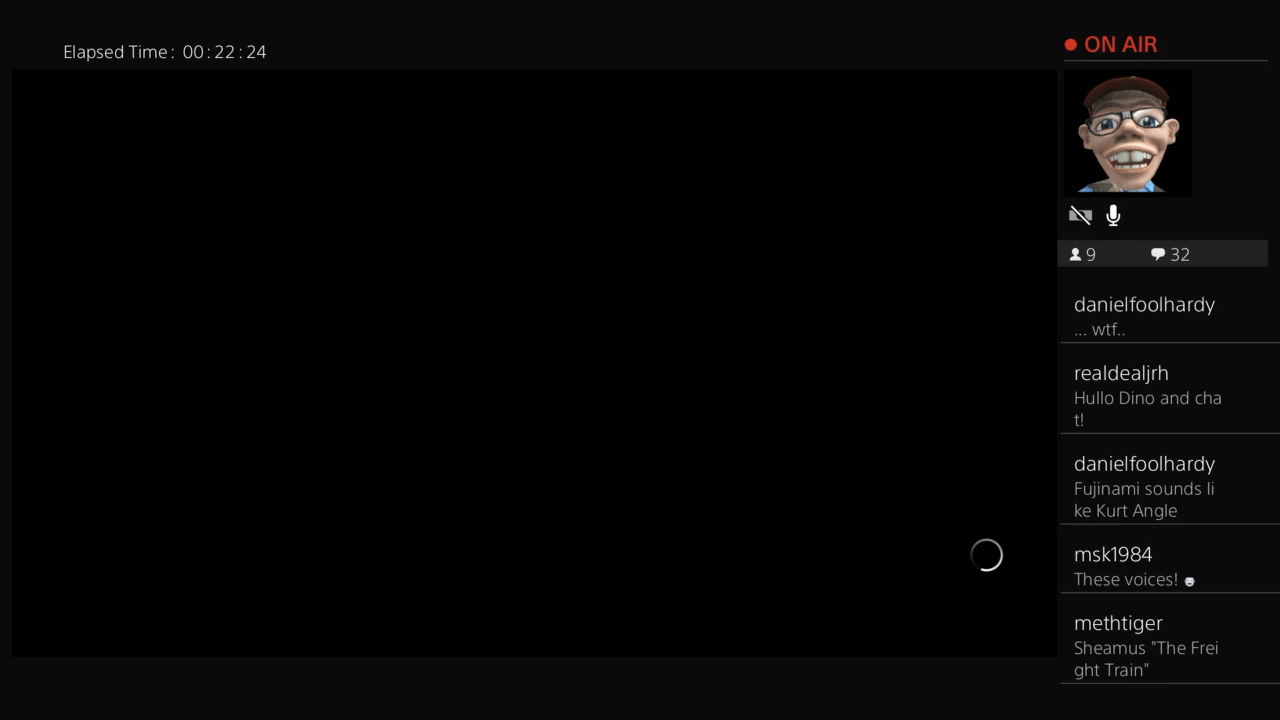 Elapsed Time: 00:22:24
ON AIR
9 32
danielfoolhardy
... wtf..
realdealjrh
Hullo Dino and cha
t!
danielfoolhardy
Fujinami sounds li
ke Kurt Angle
msk1984
These voices!
methtiger
Sheamus "The Frei
ght Train"